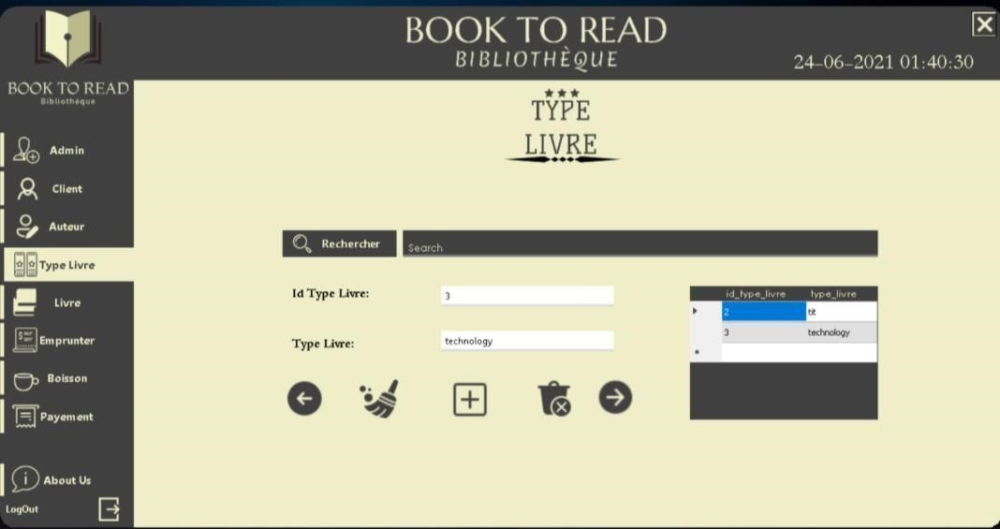 BOOK TO READ
BIBLIOTHÈQUE
24-06-2021 01:40:30
BOOK TO READ
Bibliothèque
Admin
Client
Auteur
Type Livre
Livre
Emprunter
Boisson
Payement
About Us
LogOut
TYPE
LIVRE
Rechercher
Search
Id Type Livre:
3
Type Livre:
technology
id_type_livre type_livre
2 tit
3 technology